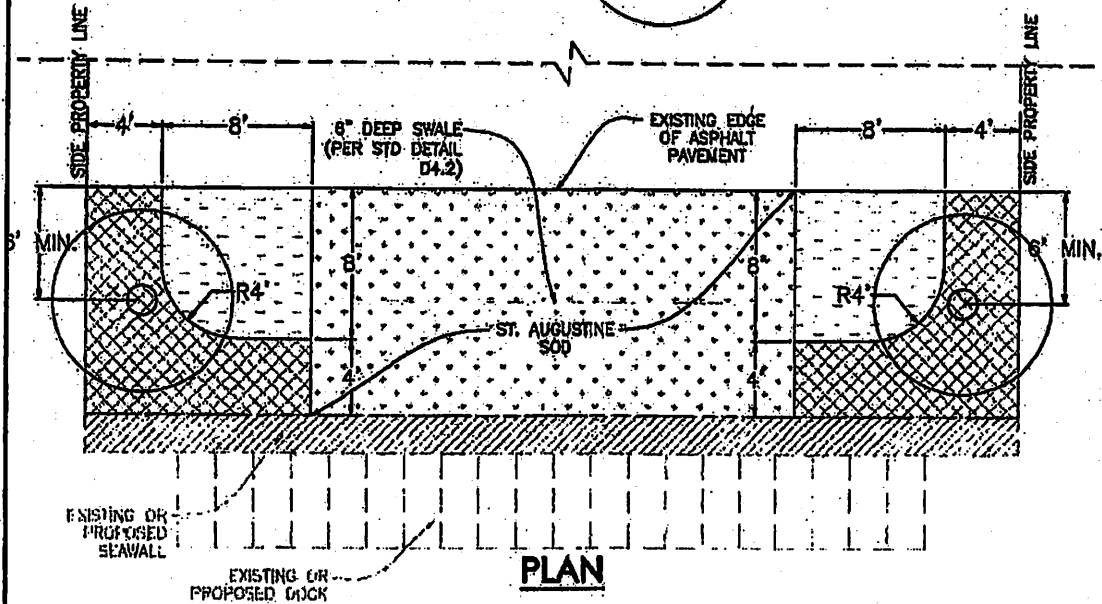 SIDE PROPERTY LINE
SIDE PROPERTY LINE
4'
8'
6" DEEP SWALE
(PER STD DETAIL
D4.2)
EXISTING EDGE
OF ASPHALT
PAVEMENT
8'
4'
6' MIN.
6' MIN.
8'
8'
R4'
R4'
ST. AUGUSTINE
SOD
4'
4'
EXISTING OR
PROPOSED
SEAWALL
EXISTING OR
PROPOSED DOCK
PLAN